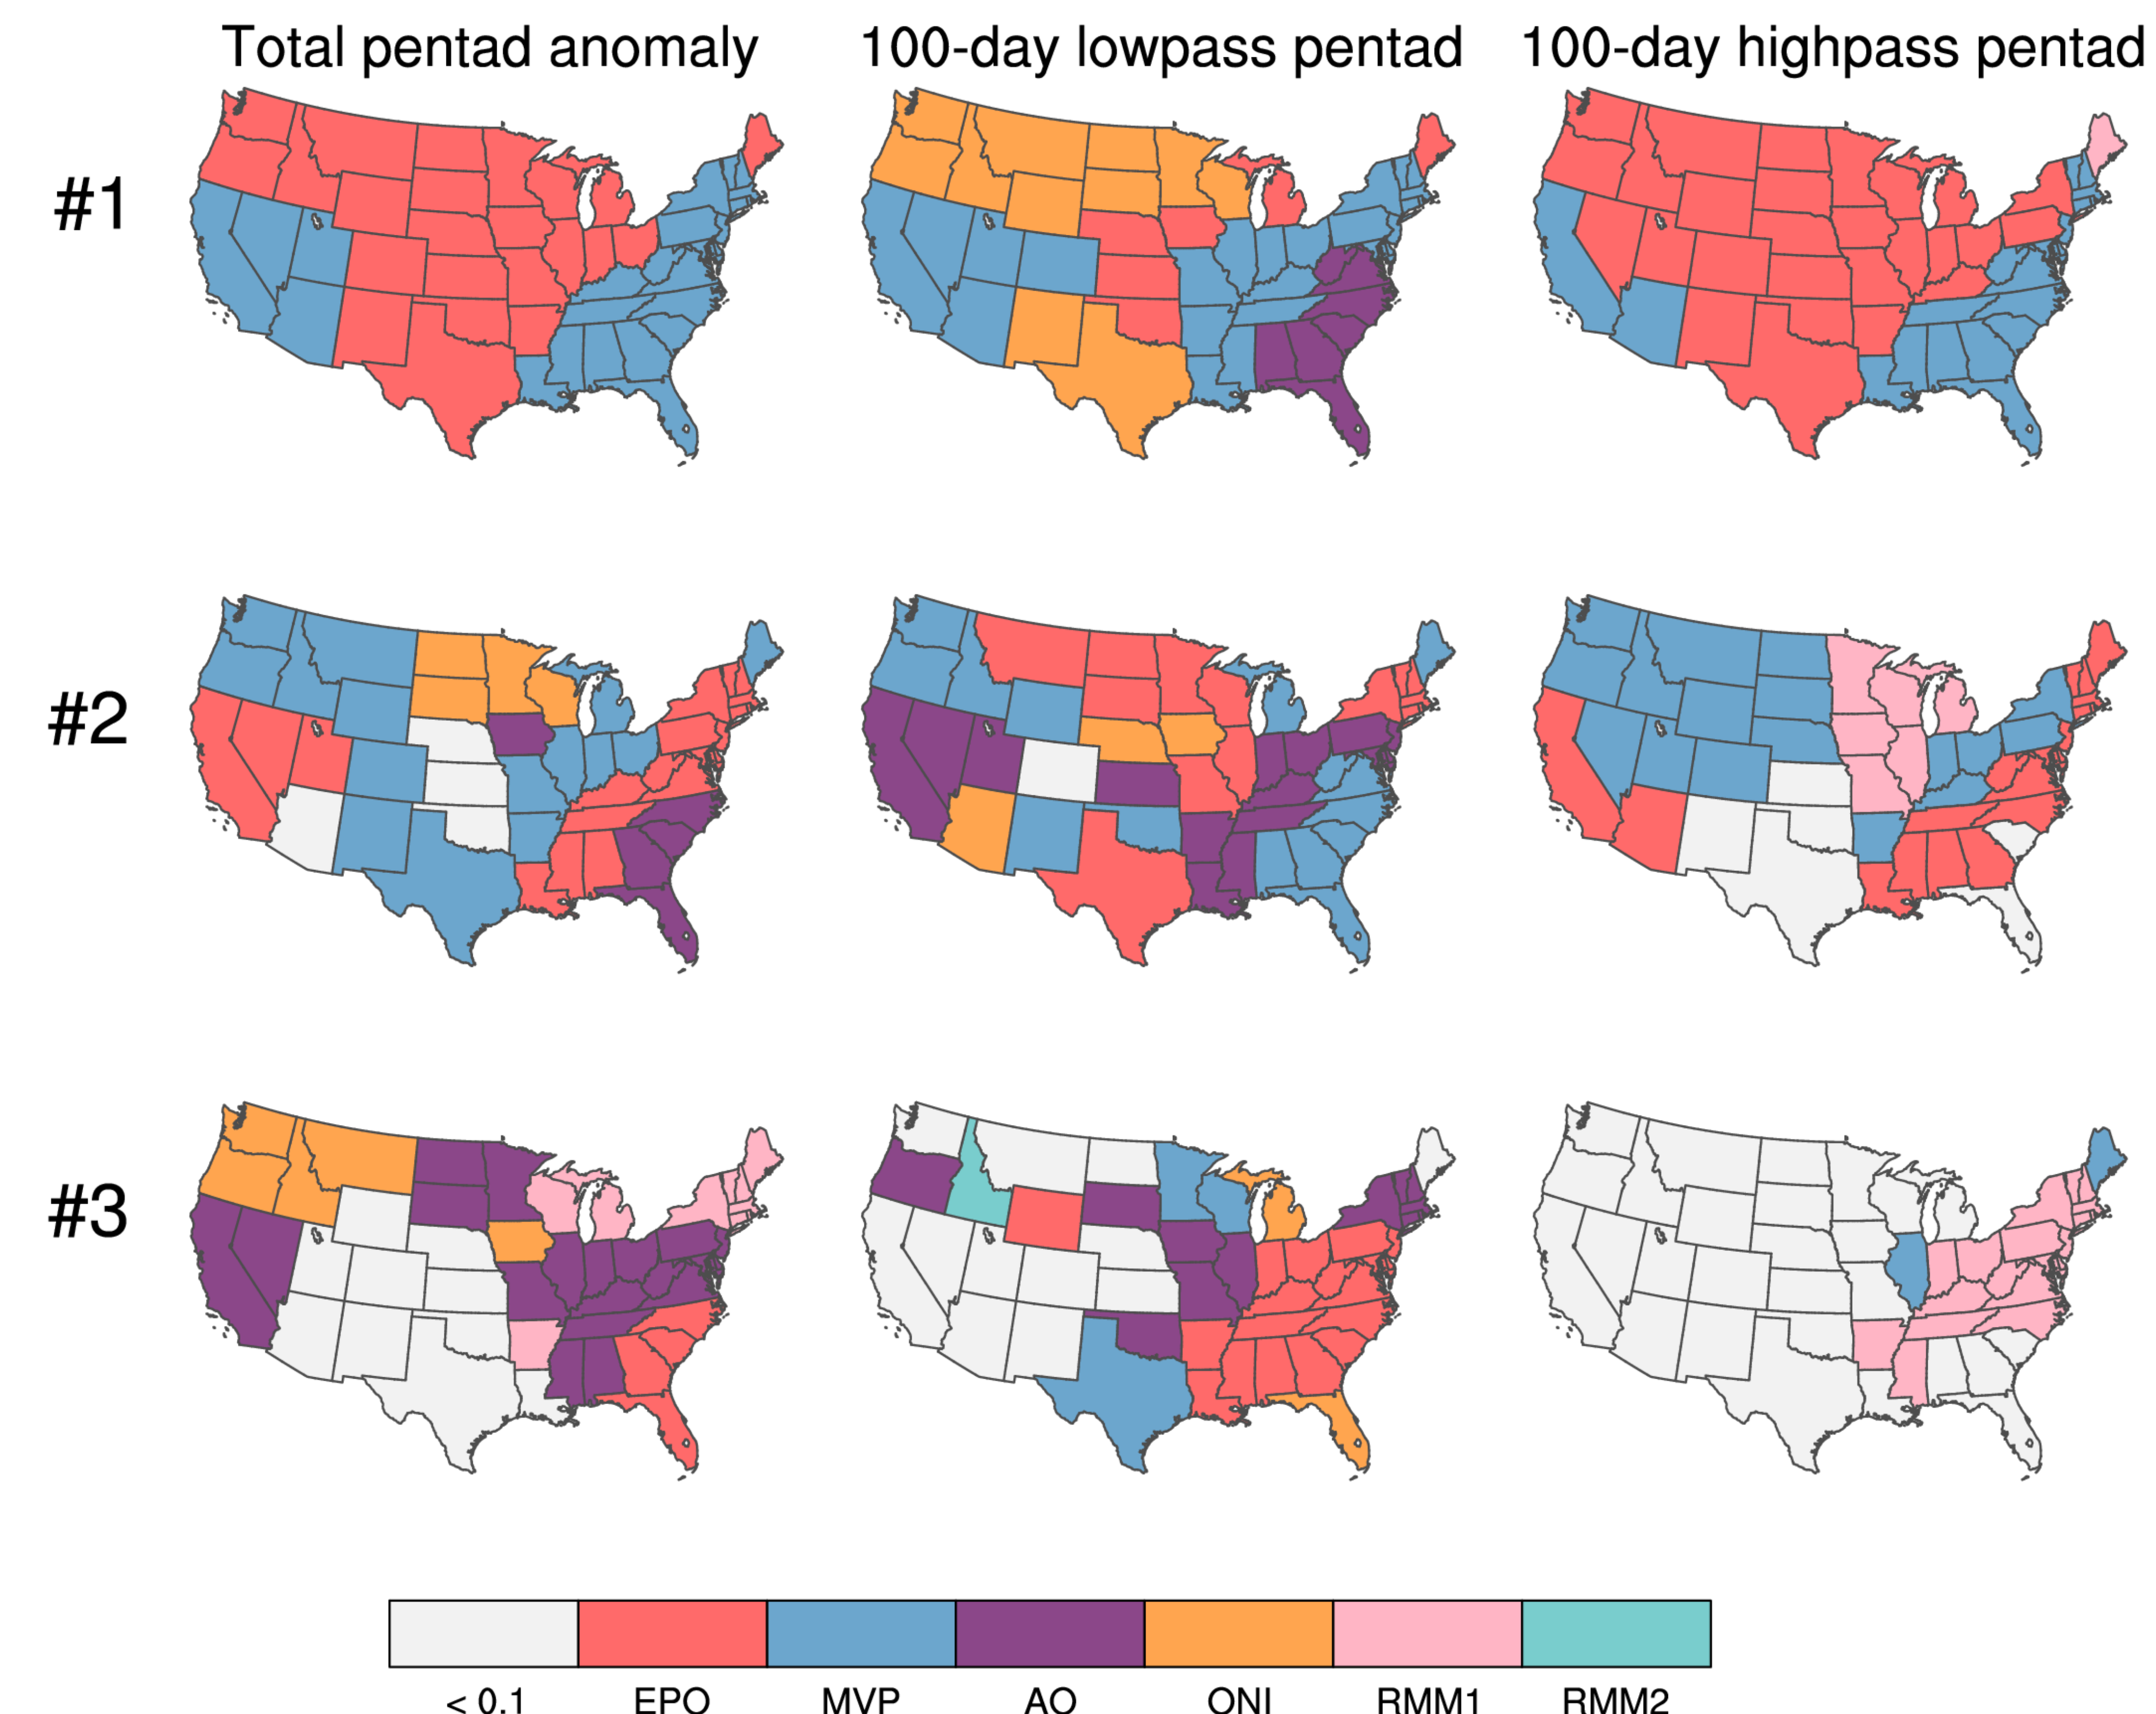 Total pentad anomaly 100-day lowpass pentad 100-day highpass pentad
#1
#2
#3
< 0.1 EPO MVP AO ONI RMM1 RMM2